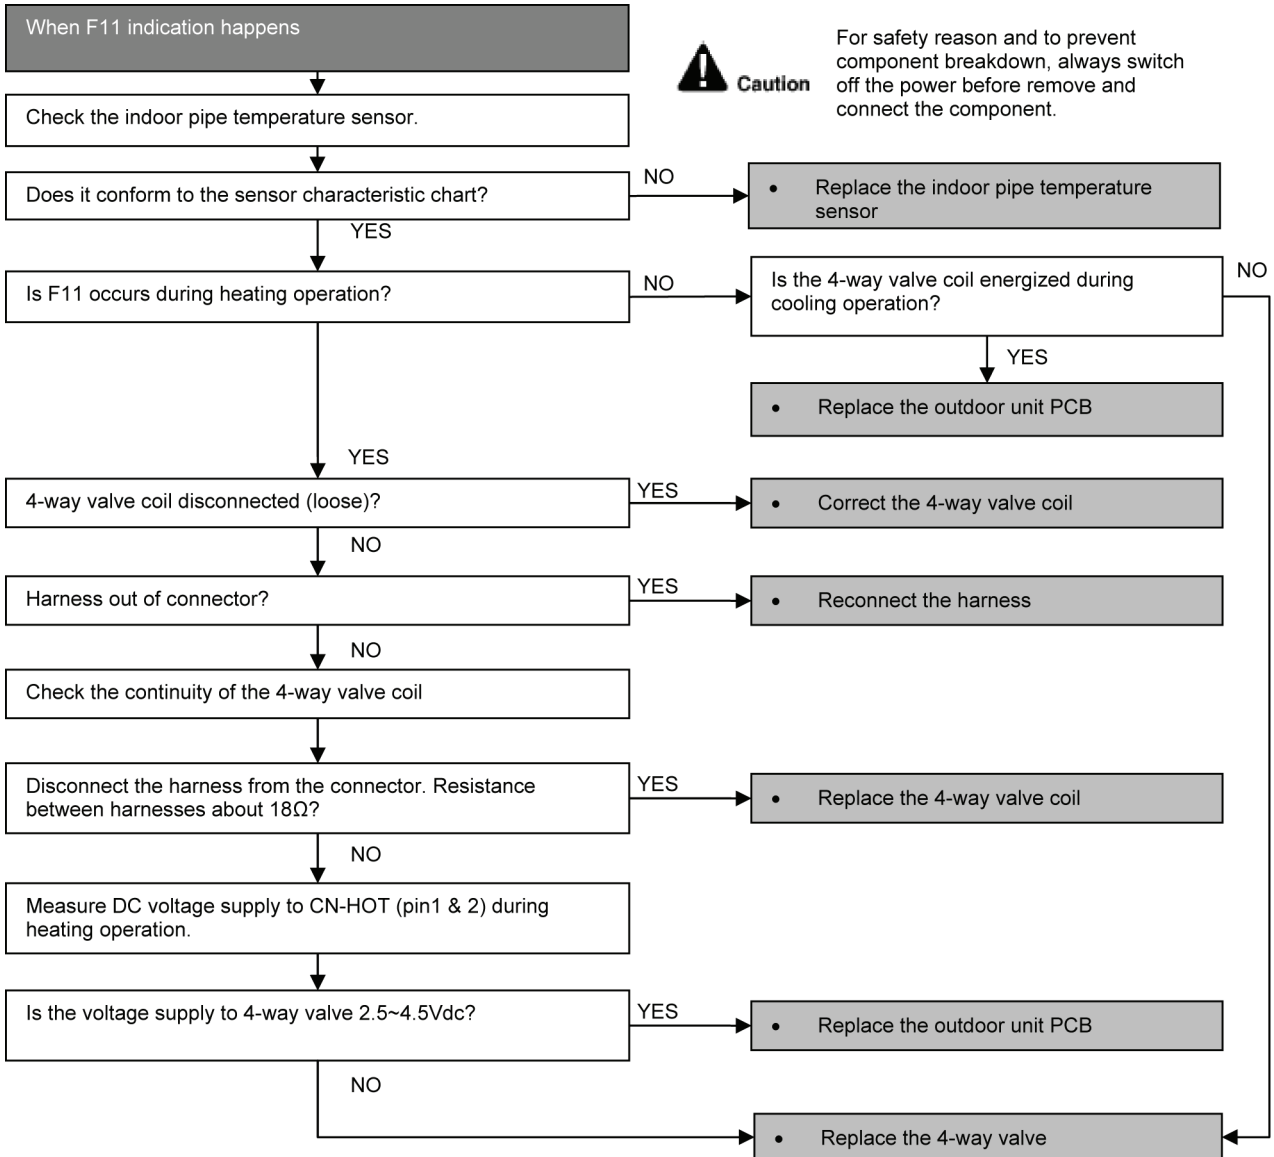 When F11 indication happens
For safety reason and to prevent
component breakdown, always switch
off the power before remove and
connect the component.
Caution
Check the indoor pipe temperature sensor.
Does it conform to the sensor characteristic chart?
NO
• Replace the indoor pipe temperature
sensor
YES
Is F11 occurs during heating operation?
NO
Is the 4-way valve coil energized during
cooling operation?
NO
YES
• Replace the outdoor unit PCB
YES
4-way valve coil disconnected (loose)?
YES
• Correct the 4-way valve coil
NO
Harness out of connector?
YES
• Reconnect the harness
NO
Check the continuity of the 4-way valve coil
Disconnect the harness from the connector. Resistance
between harnesses about 18Ω?
YES
• Replace the 4-way valve coil
NO
Measure DC voltage supply to CN-HOT (pin1 & 2) during
heating operation.
Is the voltage supply to 4-way valve 2.5~4.5Vdc?
YES
• Replace the outdoor unit PCB
NO
• Replace the 4-way valve